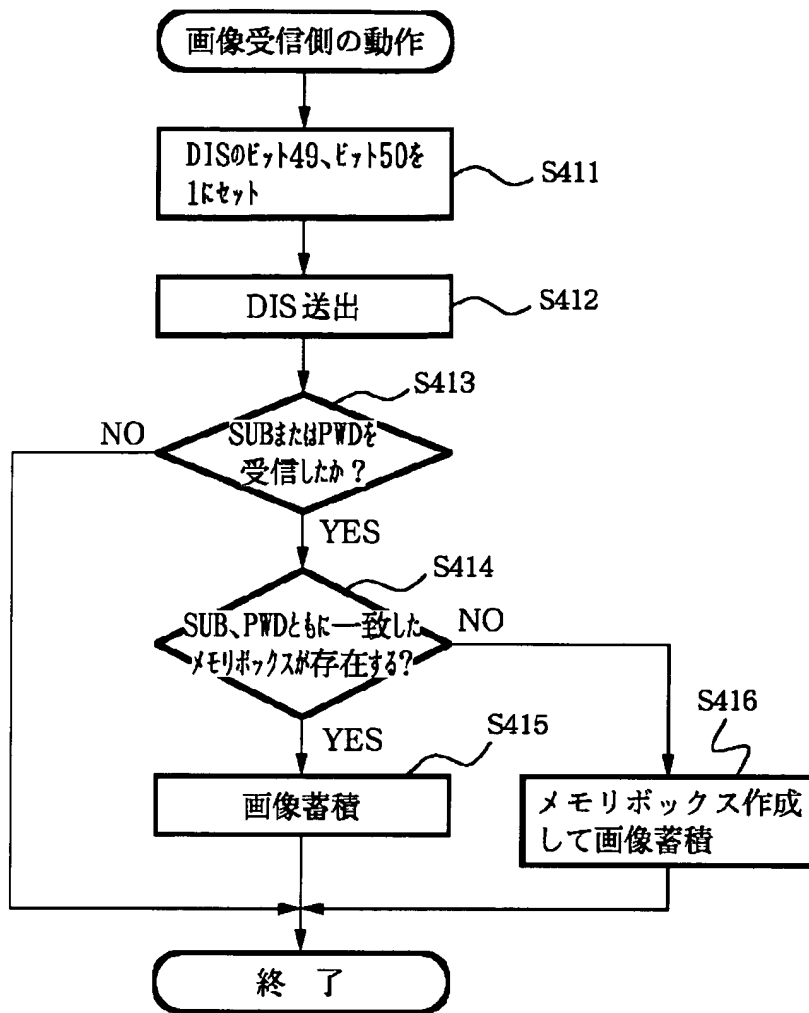 画像受信側の動作
DISのビット49、ビット50を
1にセット
S411
DIS送出
S412
S413
NO
SUBまたはPWDを
受信したか？
YES
S414
SUB、PWDともに一致した
メモリボックスが存在する？
NO
YES
S415
S416
画像蓄積
メモリボックス作成
して画像蓄積
終 了